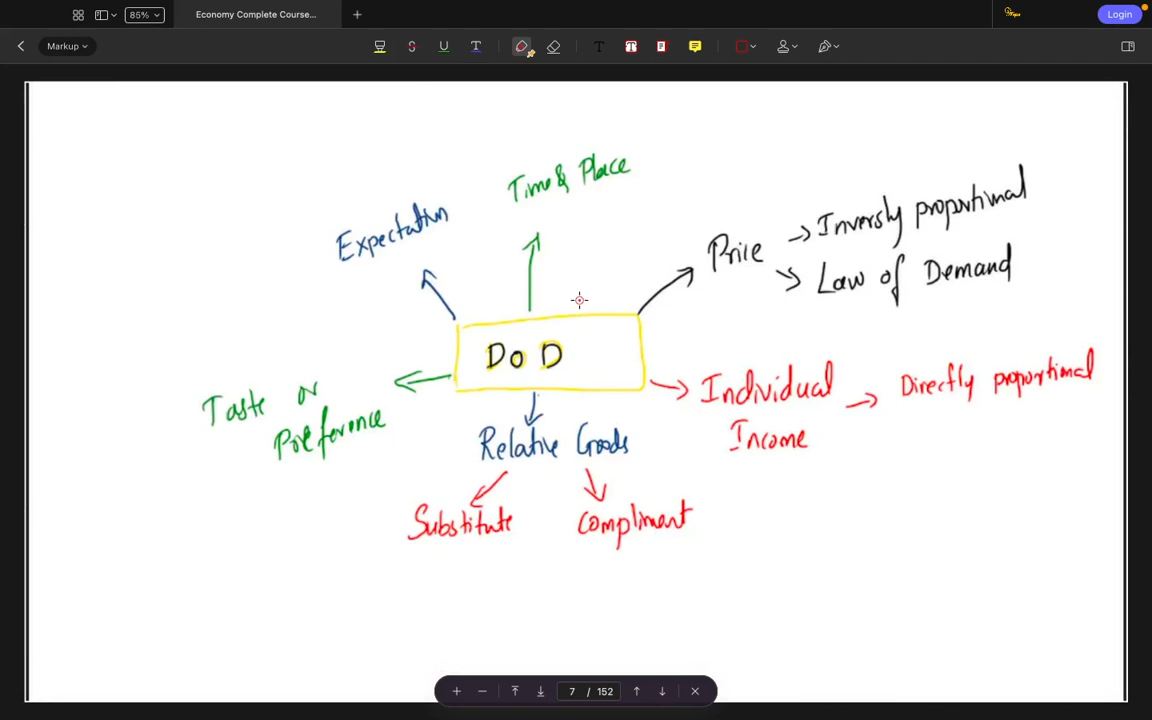 85%
Economy Complete Course...
Login
Markup
Time & Place
Expectation
Price
Inversly proportional
Law of Demand
DoD
Taste or
Preference
Individual
Income
Directly proportional
Relative Goods
Substitute
Compliment
7 / 152